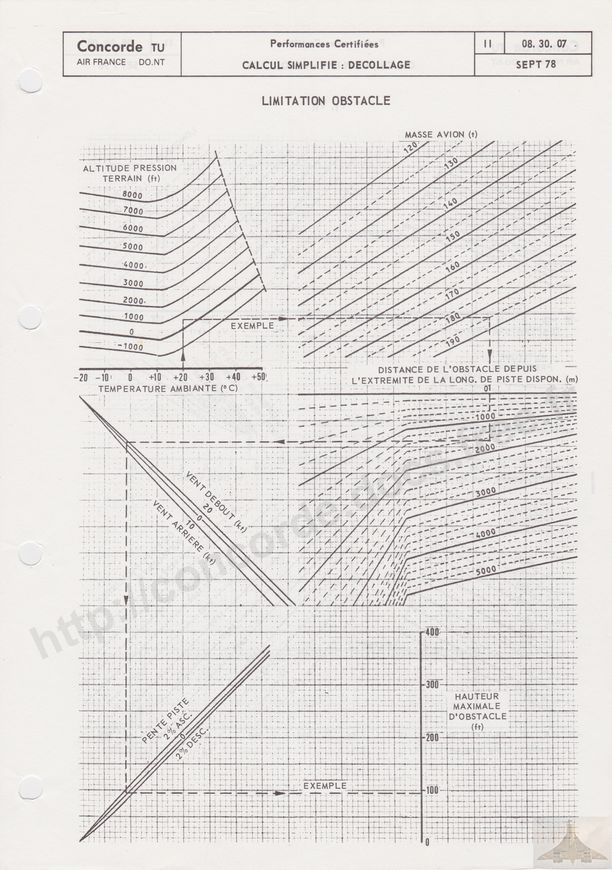 Concorde TU
AIR FRANCE DO.NT
Performances Certifiées
CALCUL SIMPLIFIE : DECOLLAGE
11
08. 30. 07
SEPT 78
LIMITATION OBSTACLE
MASSE AVION (t)
ALTITUDE PRESSION
TERRAIN (ft)
8000
7000
6000
5000
4000
3000
2000
1000
0
-1000
120
130
140
150
160
170
180
190
EXEMPLE
-20 -10 0 +10 +20 +30 +40 +50
TEMPERATURE AMBIANTE (°C)
DISTANCE DE L'OBSTACLE DEPUIS
L'EXTREMITE DE LA LONG. DE PISTE DISPON. (m)
01
1000
2000
3000
4000
5000
VENT DEBOUT (kt)
20
0
10
VENT ARRIERE (kt)
400
300
200
100
0
HAUTEUR
MAXIMALE
D'OBSTACLE
(ft)
PENTE PISTE
2% ASC.
0
2% DESC.
EXEMPLE